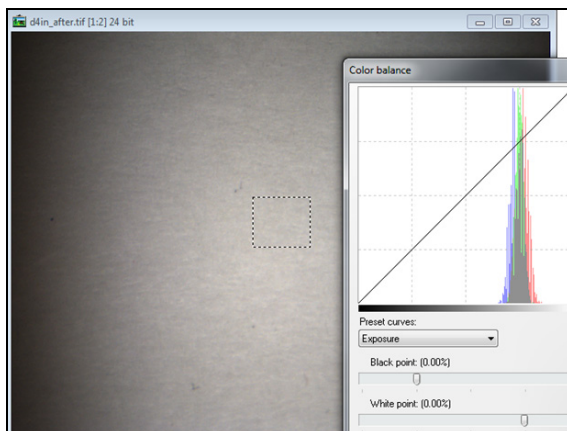 d4in_after.tif [1:2] 24 bit
Color balance
Preset curves:
Exposure
Black point: (0.00%)
White point: (0.00%)